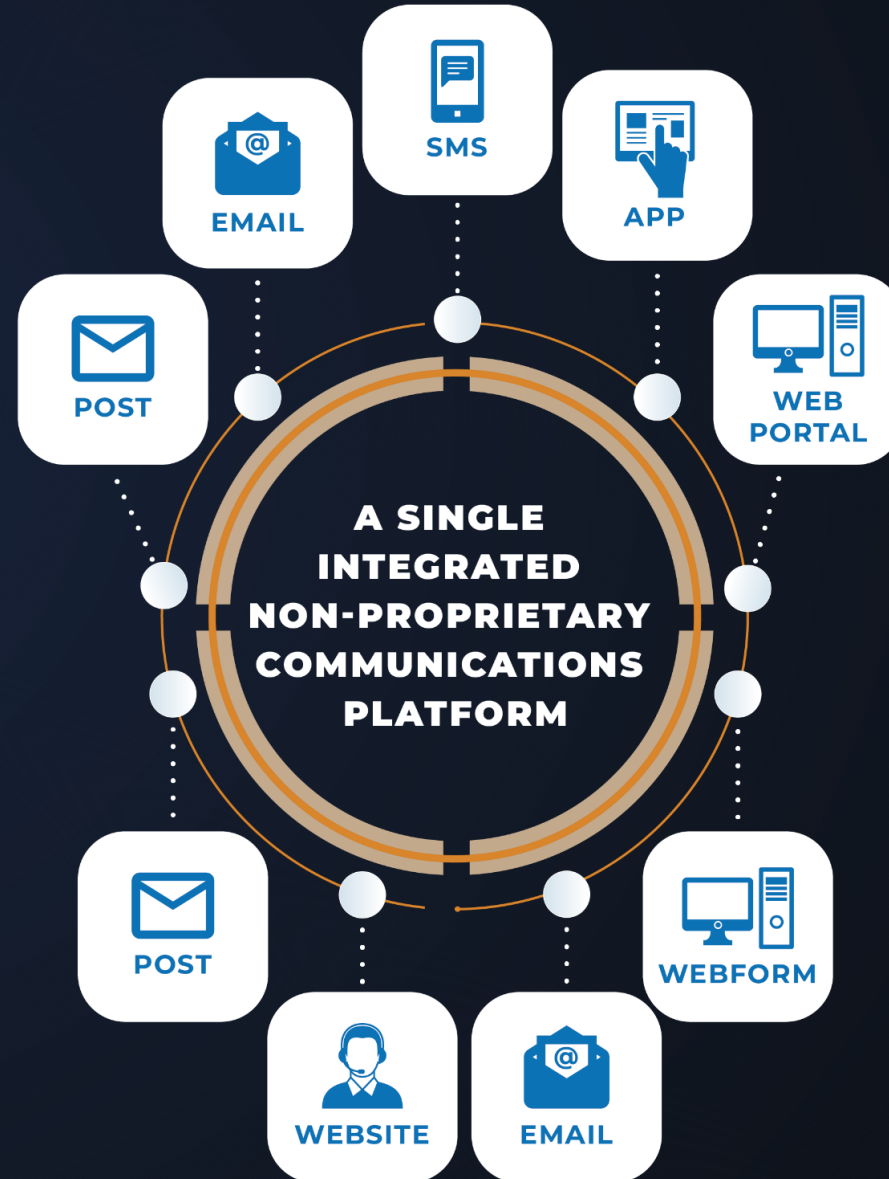 SMS
EMAIL
APP
POST
WEB
PORTAL
A SINGLE
INTEGRATED
NON-PROPRIETARY
COMMUNICATIONS
PLATFORM
POST
WEBFORM
WEBSITE
EMAIL
@
@